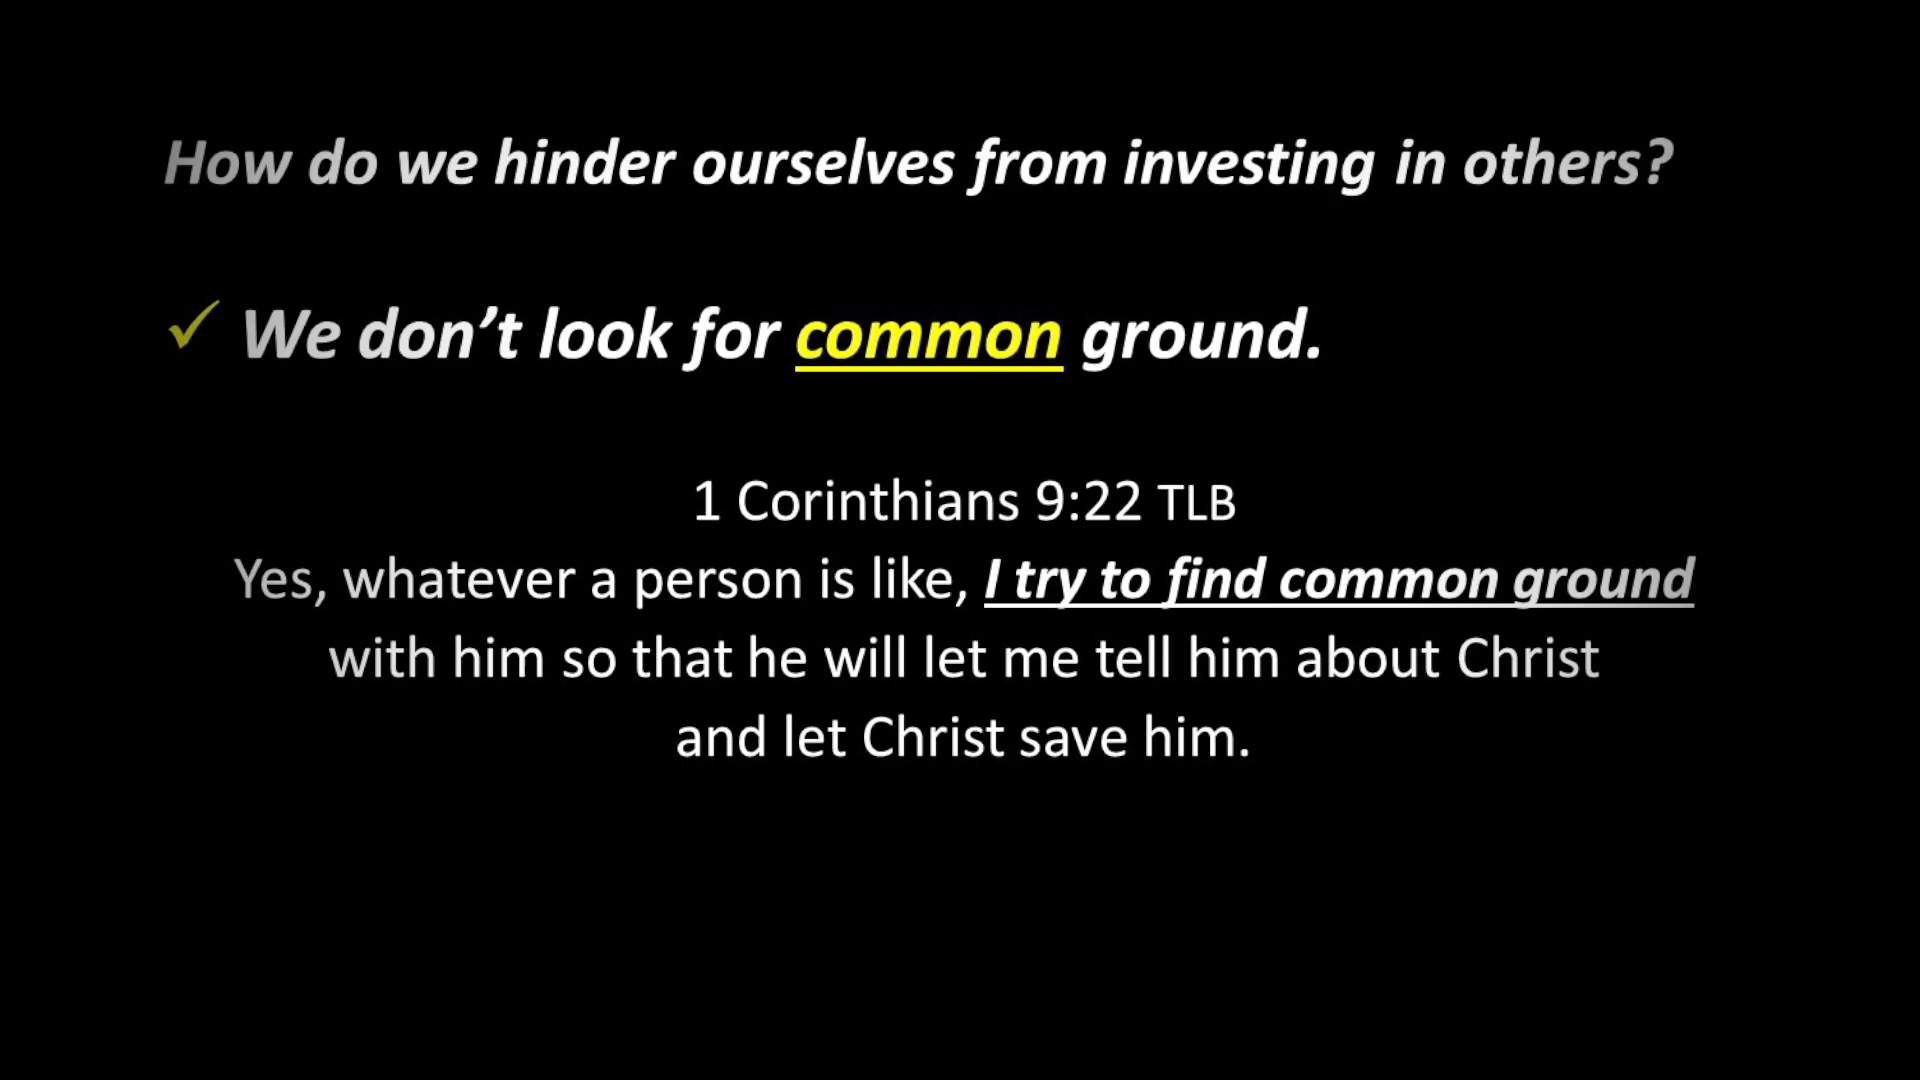 How do we hinder ourselves from investing in others?
✓ We don’t look for common ground.
1 Corinthians 9:22 TLB
Yes, whatever a person is like, I try to find common ground
with him so that he will let me tell him about Christ
and let Christ save him.